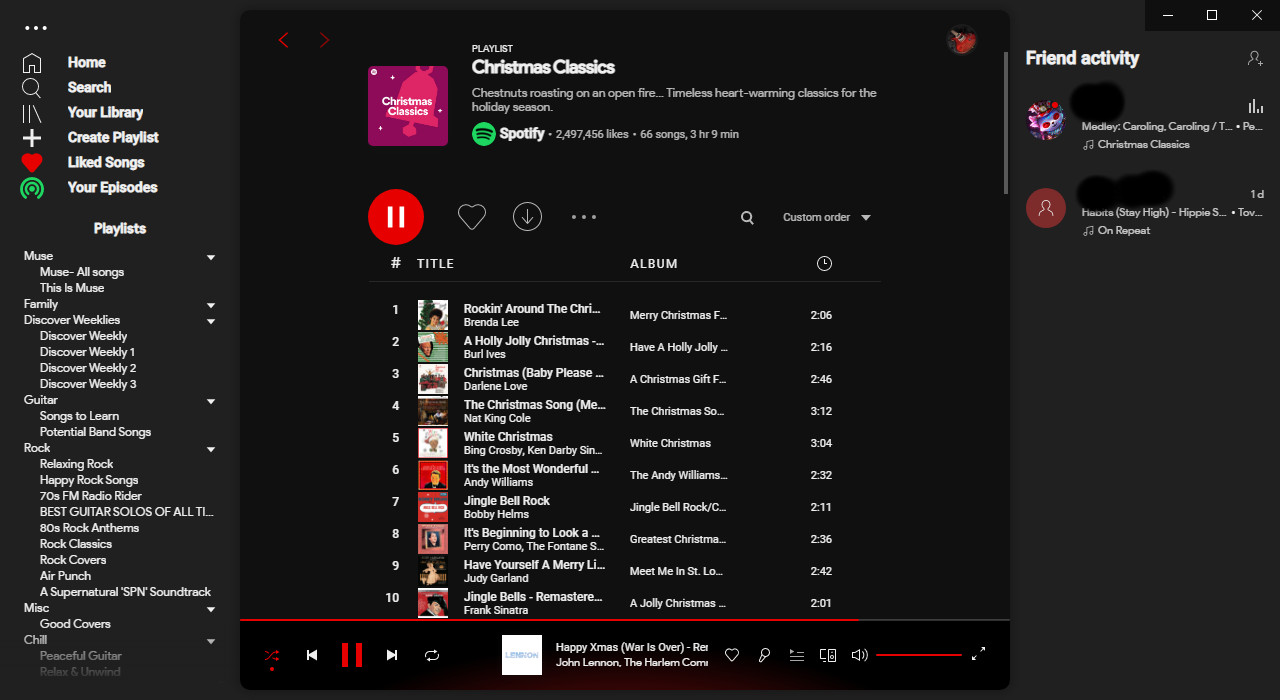 Home
Search
Your Library
Create Playlist
Liked Songs
Your Episodes
Playlists
Muse
Muse- All songs
This Is Muse
Family
Discover Weeklies
Discover Weekly
Discover Weekly 1
Discover Weekly 2
Discover Weekly 3
Guitar
Songs to Learn
Potential Band Songs
Rock
Relaxing Rock
Happy Rock Songs
70s FM Radio Rider
BEST GUITAR SOLOS OF ALL TI...
80s Rock Anthems
Rock Classics
Rock Covers
Air Punch
A Supernatural 'SPN' Soundtrack
Misc
Good Covers
Chill
Peaceful Guitar
Relax & Unwind
Christmas
Classics
PLAYLIST
Christmas Classics
Chestnuts roasting on an open fire... Timeless heart-warming classics for the
holiday season.
Spotify • 2,497,456 likes • 66 songs, 3 hr 9 min
Custom order
# TITLE ALBUM
1 Rockin' Around The Chri... Merry Christmas F... 2:06
Brenda Lee
2 A Holly Jolly Christmas -... Have A Holly Jolly ... 2:16
Burl Ives
3 Christmas (Baby Please ... A Christmas Gift F... 2:46
Darlene Love
4 The Christmas Song (Me... The Christmas So... 3:12
Nat King Cole
5 White Christmas White Christmas 3:04
Bing Crosby, Ken Darby Sin...
6 It's the Most Wonderful ... The Andy Williams... 2:32
Andy Williams
7 Jingle Bell Rock Jingle Bell Rock/C... 2:11
Bobby Helms
8 It's Beginning to Look a ... Greatest Christma... 2:36
Perry Como, The Fontane S...
9 Have Yourself A Merry Li... Meet Me In St. Lo... 2:42
Judy Garland
10 Jingle Bells - Remastere... A Jolly Christmas ... 2:01
Frank Sinatra
LENNON
Happy Xmas (War Is Over) - Rer
John Lennon, The Harlem Comr
Friend activity
Medley: Caroling, Caroling / T... • Pe...
Christmas Classics
1 d
Habits (Stay High) - Hippie S... • Tov...
On Repeat